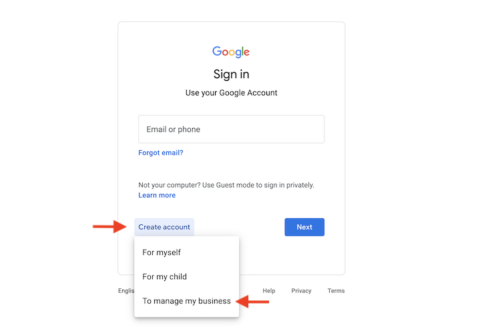 Google
Sign in
Use your Google Account
Email or phone
Forgot email?
Not your computer? Use Guest mode to sign in privately.
Learn more
Create account
Next
For myself
For my child
To manage my business
Englis
Help
Privacy
Terms